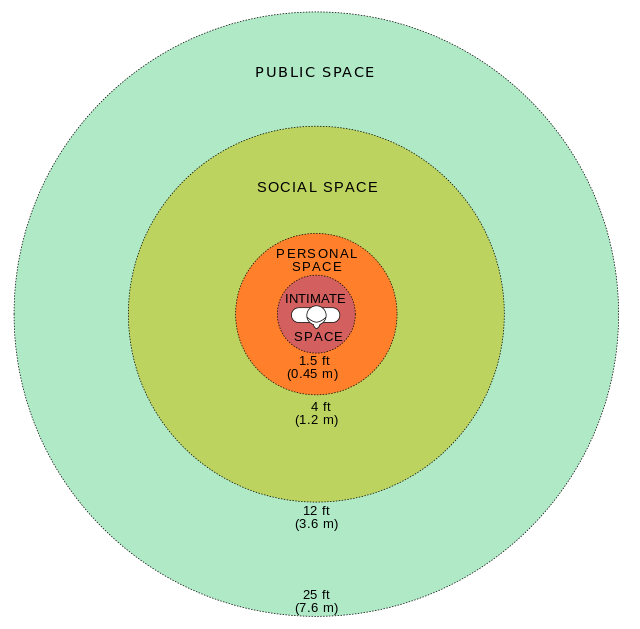 PUBLIC SPACE
SOCIAL SPACE
PERSONAL
SPACE
INTIMATE
SPACE
1.5 ft
(0.45 m)
4 ft
(1.2 m)
12 ft
(3.6 m)
25 ft
(7.6 m)